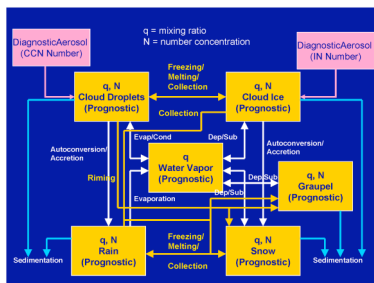 q = mixing ratio
N = number concentration
DiagnosticAerosol
(CCN Number)
DiagnosticAerosol
(IN Number)
Freezing/
Melting/
Collection
q, N
Cloud Droplets
(Prognostic)
q, N
Cloud Ice
(Prognostic)
Collection
Evap/Cond
Dep/Sub
Autoconversion/
Accretion
Autoconversion/
Accretion
q
Water Vapor
(Prognostic)
Riming
Dep/Sub
q, N
Graupel
(Prognostic)
Evaporation
Dep/Sub
q, N
Rain
(Prognostic)
Freezing/
Melting/
Collection
q, N
Snow
(Prognostic)
Sedimentation
Sedimentation